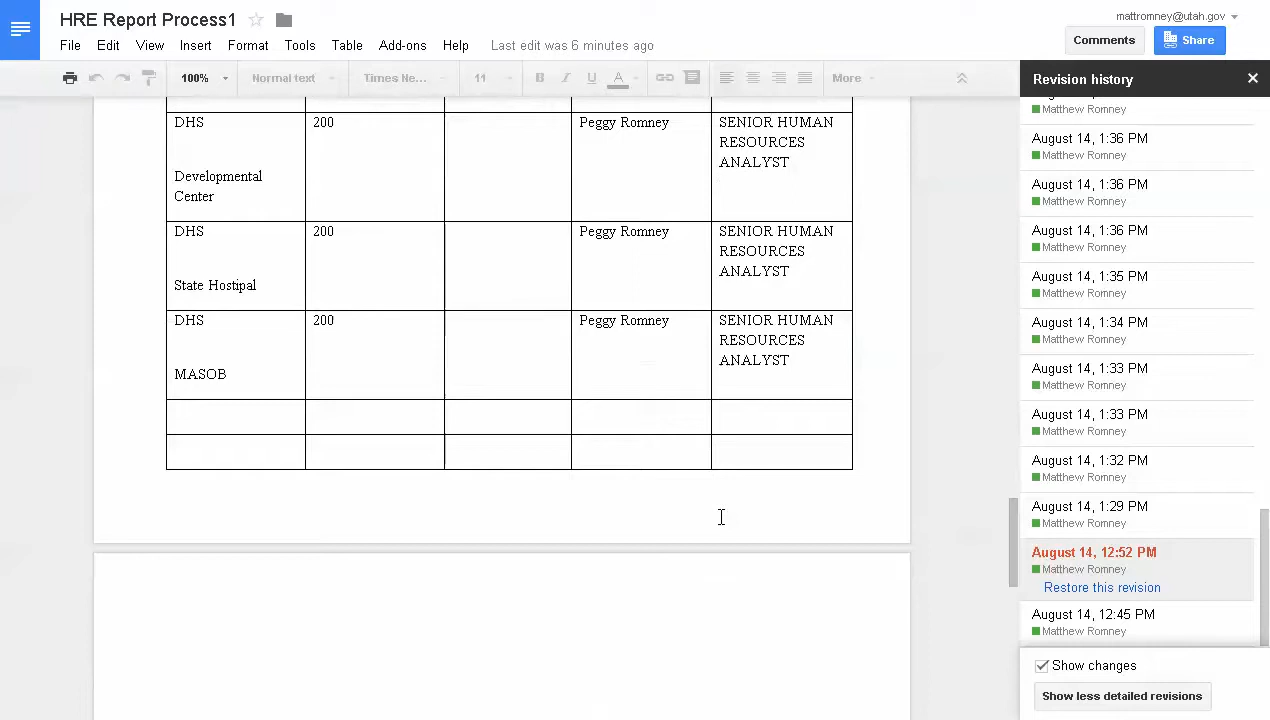 HRE Report Process1
mattromney@utah.gov
File Edit View Insert Format Tools Table Add-ons Help Last edit was 6 minutes ago
Comments Share
100% Normal text Times Ne... 11 B I U A More
Revision history
Matthew Romney
August 14, 1:36 PM
Matthew Romney
August 14, 1:36 PM
Matthew Romney
August 14, 1:36 PM
Matthew Romney
August 14, 1:35 PM
Matthew Romney
August 14, 1:34 PM
Matthew Romney
August 14, 1:33 PM
Matthew Romney
August 14, 1:33 PM
Matthew Romney
August 14, 1:32 PM
Matthew Romney
August 14, 1:29 PM
Matthew Romney
August 14, 12:52 PM
Matthew Romney
Restore this revision
August 14, 12:45 PM
Matthew Romney
Show changes
Show less detailed revisions
DHS 200 Peggy Romney SENIOR HUMAN
RESOURCES
ANALYST
Developmental
Center
DHS 200 Peggy Romney SENIOR HUMAN
RESOURCES
ANALYST
State Hostipal
DHS 200 Peggy Romney SENIOR HUMAN
RESOURCES
ANALYST
MASOB